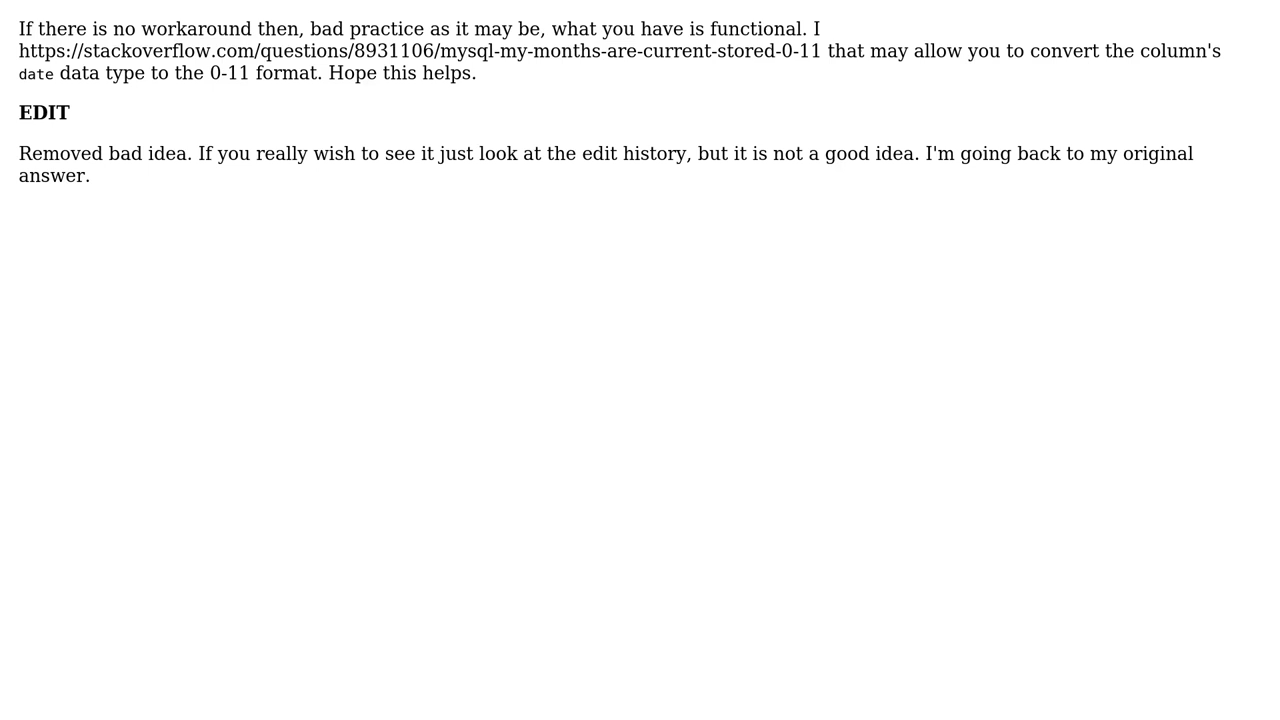 If there is no workaround then, bad practice as it may be, what you have is functional. I
https://stackoverflow.com/questions/8931106/mysql-my-months-are-current-stored-0-11 that may allow you to convert the column's
date data type to the 0-11 format. Hope this helps.
EDIT
Removed bad idea. If you really wish to see it just look at the edit history, but it is not a good idea. I'm going back to my original
answer.